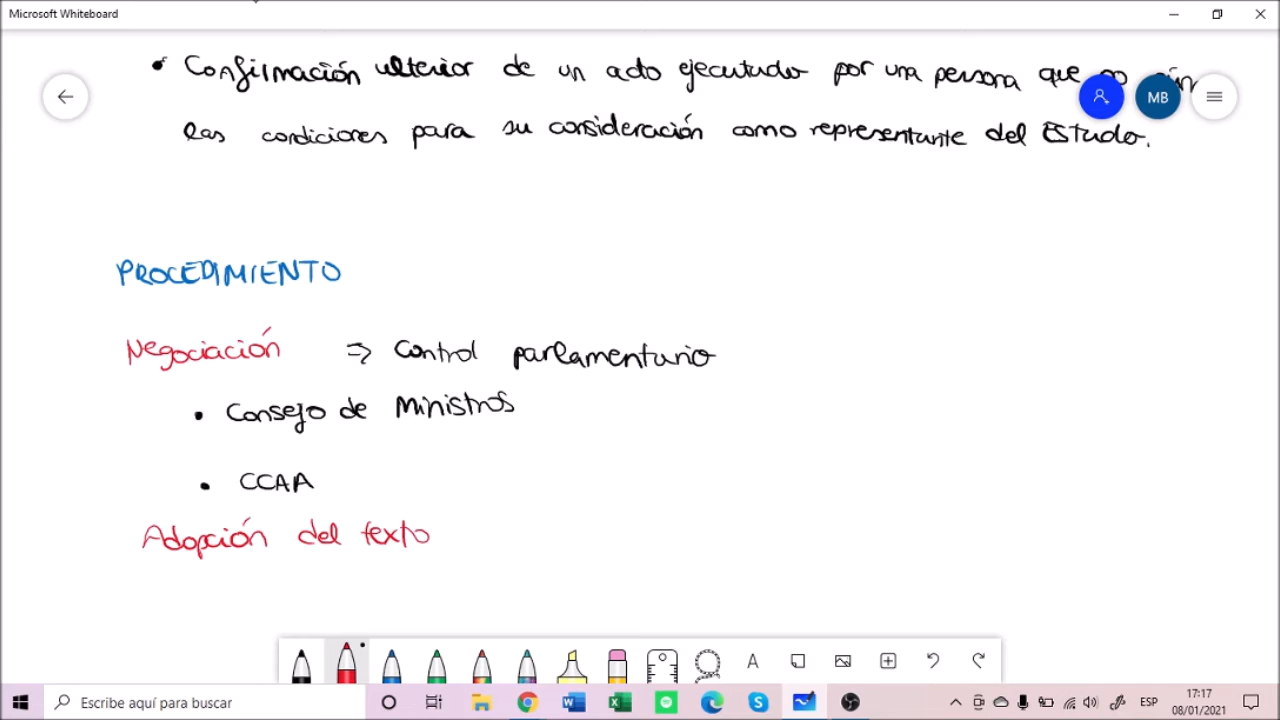 Microsoft Whiteboard
• Confirmación ulterior de un acto ejecutado por una persona que no
las condiciones para su consideración como representante del Estado.
MB
PROCEDIMIENTO
Negociación ⇒ Control parlamentario
• Consejo de Ministros
• CCAA
Adopción del texto
Escribe aquí para buscar
ESP
17:17
08/01/2021